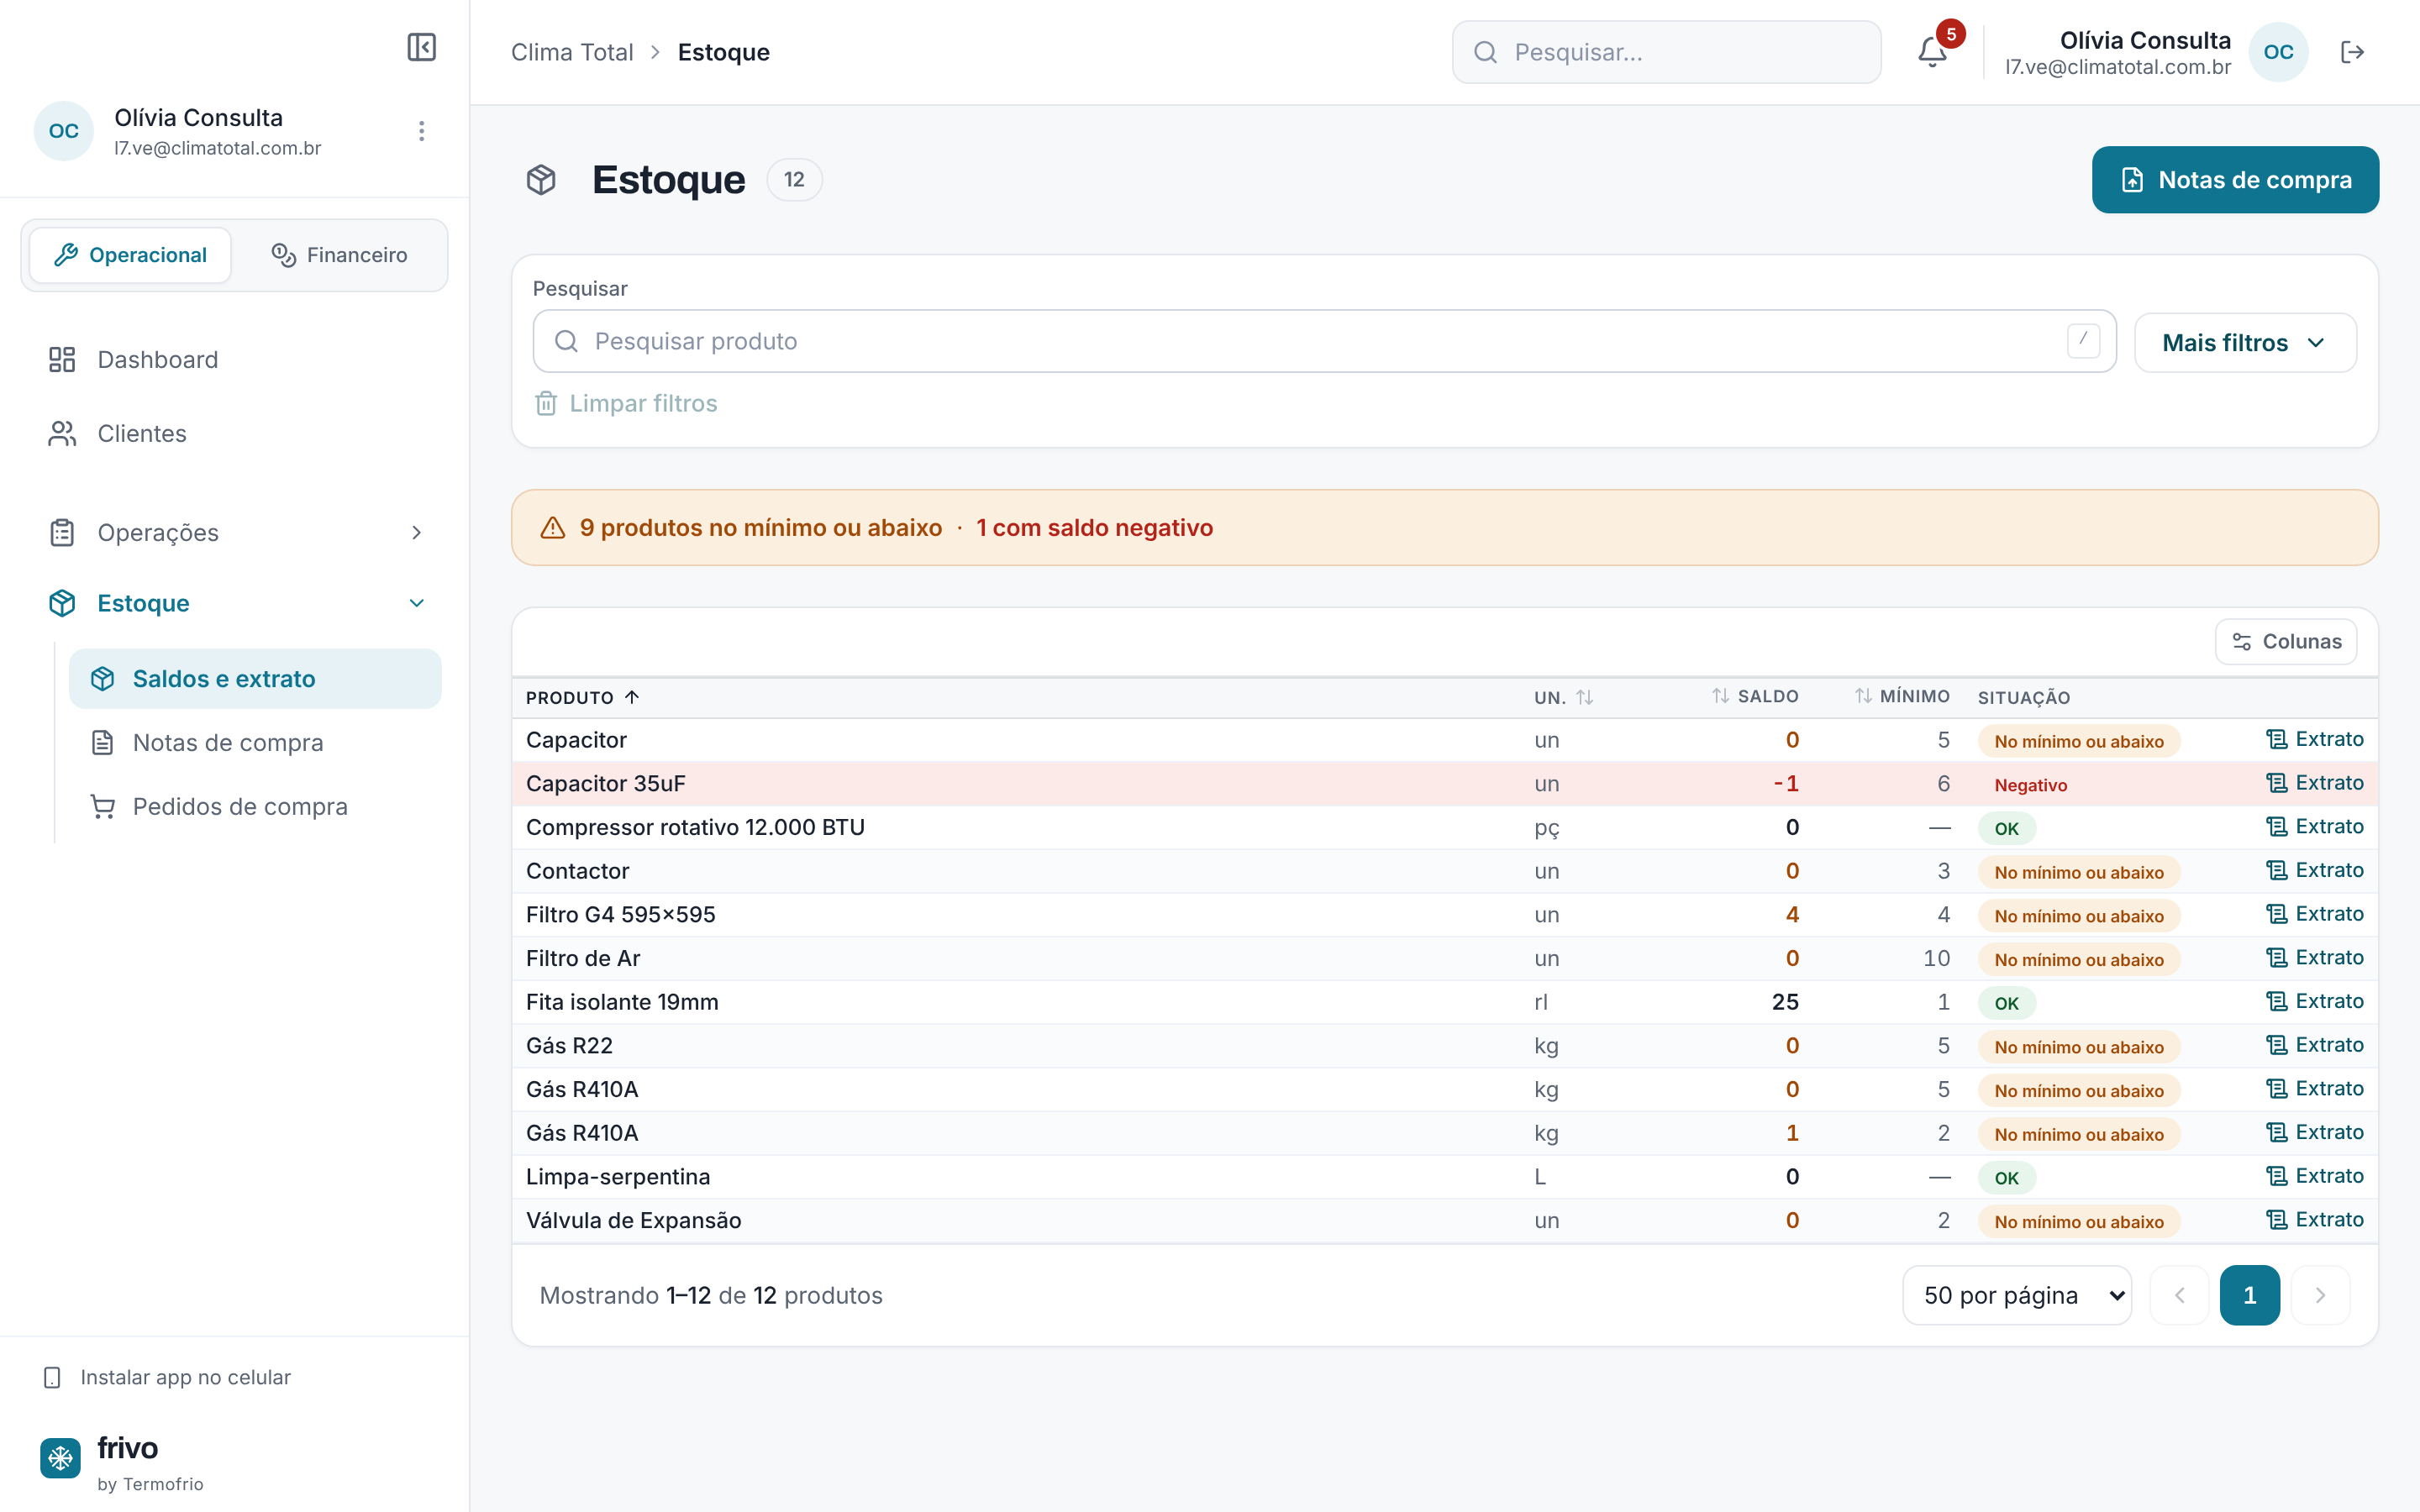 OC
Olívia Consulta
l7.ve@climatotal.com.br
Operacional
Financeiro
Dashboard
Clientes
Operações
Estoque
Saldos e extrato
Notas de compra
Pedidos de compra
Instalar app no celular
frivo
by Termofrio
Clima Total > Estoque
Pesquisar...
5
Olívia Consulta
l7.ve@climatotal.com.br
OC
Estoque 12
Notas de compra
Pesquisar
Pesquisar produto /
Mais filtros
Limpar filtros
9 produtos no mínimo ou abaixo · 1 com saldo negativo
Colunas
PRODUTO UN. SALDO MÍNIMO SITUAÇÃO
Capacitor un 0 5 No mínimo ou abaixo Extrato
Capacitor 35uF un -1 6 Negativo Extrato
Compressor rotativo 12.000 BTU pç 0 — OK Extrato
Contactor un 0 3 No mínimo ou abaixo Extrato
Filtro G4 595×595 un 4 4 No mínimo ou abaixo Extrato
Filtro de Ar un 0 10 No mínimo ou abaixo Extrato
Fita isolante 19mm rl 25 1 OK Extrato
Gás R22 kg 0 5 No mínimo ou abaixo Extrato
Gás R410A kg 0 5 No mínimo ou abaixo Extrato
Gás R410A kg 1 2 No mínimo ou abaixo Extrato
Limpa-serpentina L 0 — OK Extrato
Válvula de Expansão un 0 2 No mínimo ou abaixo Extrato
Mostrando 1–12 de 12 produtos
50 por página
1